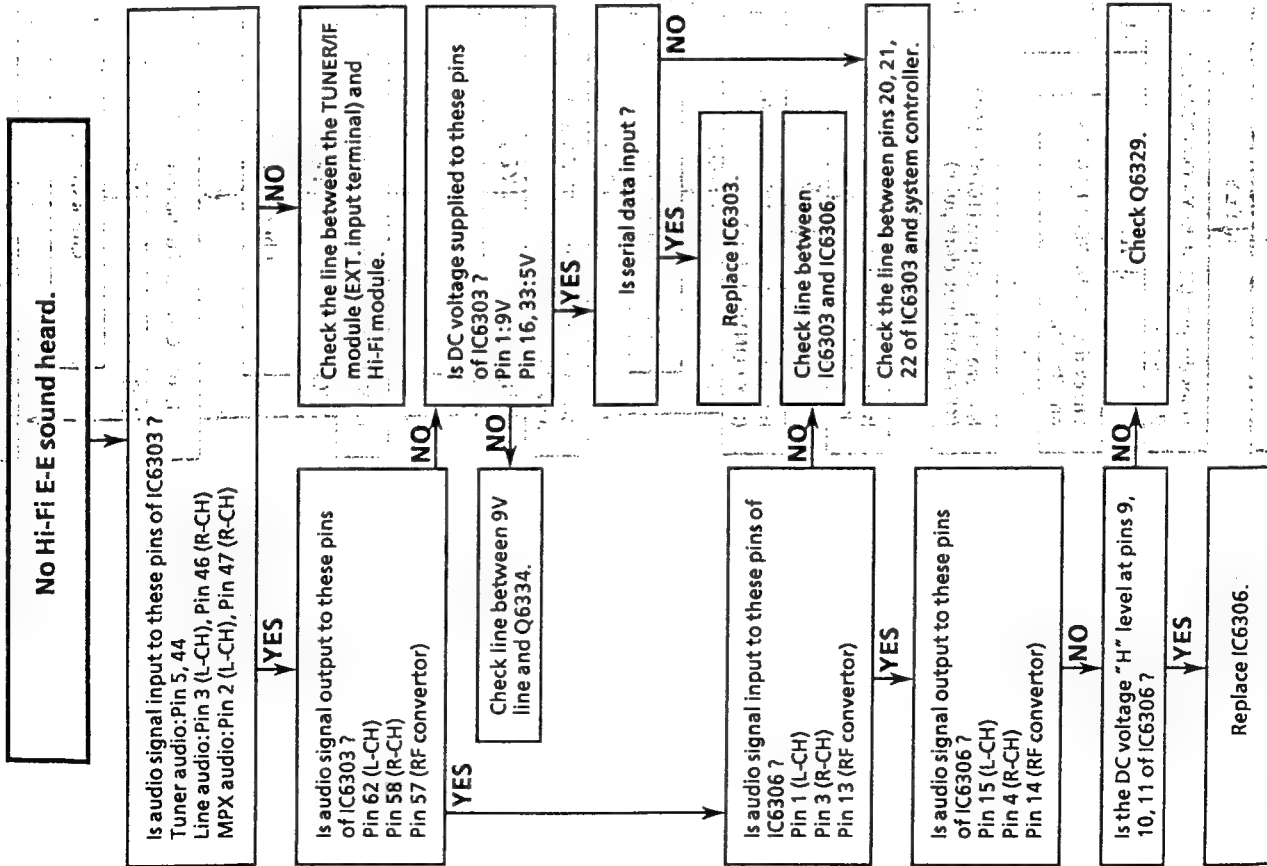 No Hi-Fi E-E sound heard.
Is audio signal input to these pins of IC6303 ?
Tuner audio:Pin 5, 44
Line audio:Pin 3 (L-CH), Pin 46 (R-CH)
MPX audio:Pin 2 (L-CH), Pin 47 (R-CH)
NO
Check the line between the TUNER/IF
module (EXT. input terminal) and
Hi-Fi module.
YES
Is audio signal output to these pins
of IC6303 ?
Pin 62 (L-CH)
Pin 58 (R-CH)
Pin 57 (RF convertor)
NO
Is DC voltage supplied to these pins
of IC6303 ?
Pin 1:9V
Pin 16, 33:5V
NO
Check line between 9V
line and Q6334.
YES
Is serial data input ?
YES
Replace IC6303.
NO
Check the line between pins 20, 21,
22 of IC6303 and system controller.
YES
Is audio signal input to these pins of
IC6306 ?
Pin 1 (L-CH)
Pin 3 (R-CH)
Pin 13 (RF convertor)
NO
Check line between
IC6303 and IC6306.
YES
Is audio signal output to these pins
of IC6306 ?
Pin 15 (L-CH)
Pin 4 (R-CH)
Pin 14 (RF convertor)
NO
Is the DC voltage "H" level at pins 9,
10, 11 of IC6306 ?
NO
Check Q6329.
YES
Replace IC6306.